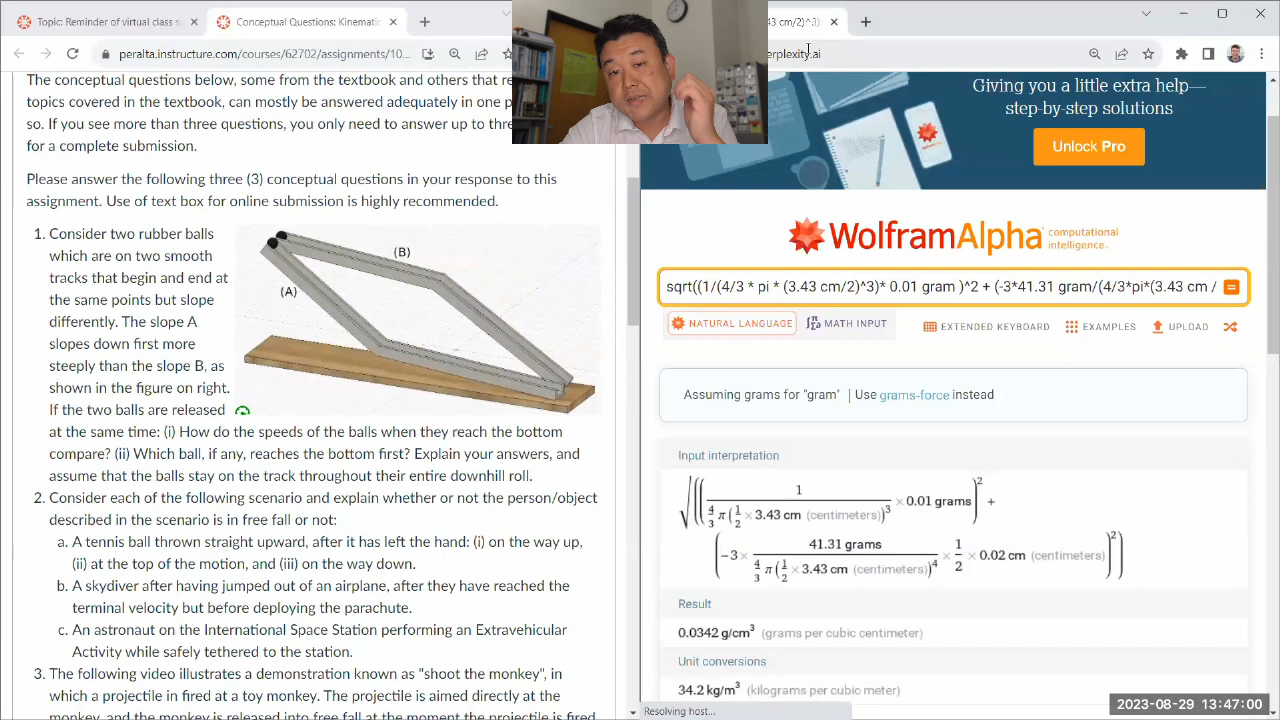 Topic: Reminder of virtual class s
Conceptual Questions: Kinematic
43 cm/2)^3)
peralta.instructure.com/courses/62702/assignments/10...
erplexity.ai
The conceptual questions below, some from the textbook and others that re
topics covered in the textbook, can mostly be answered adequately in one p
so. If you see more than three questions, you only need to answer up to thre
for a complete submission.
Please answer the following three (3) conceptual questions in your response to this
assignment. Use of text box for online submission is highly recommended.
1. Consider two rubber balls
which are on two smooth
tracks that begin and end at
the same points but slope
differently. The slope A
slopes down first more
steeply than the slope B, as
shown in the figure on right.
If the two balls are released
at the same time: (i) How do the speeds of the balls when they reach the bottom
compare? (ii) Which ball, if any, reaches the bottom first? Explain your answers, and
assume that the balls stay on the track throughout their entire downhill roll.
(A)
(B)
2. Consider each of the following scenario and explain whether or not the person/object
described in the scenario is in free fall or not:
a. A tennis ball thrown straight upward, after it has left the hand: (i) on the way up,
(ii) at the top of the motion, and (iii) on the way down.
b. A skydiver after having jumped out of an airplane, after they have reached the
terminal velocity but before deploying the parachute.
c. An astronaut on the International Space Station performing an Extravehicular
Activity while safely tethered to the station.
3. The following video illustrates a demonstration known as "shoot the monkey", in
which a projectile in fired at a toy monkey. The projectile is aimed directly at the
monkey, and the monkey is released into free fall at the moment the projectile is fired
Giving you a little extra help—
step-by-step solutions
Unlock Pro
WolframAlpha computational
intelligence.
sqrt((1/(4/3 * pi * (3.43 cm/2)^3)* 0.01 gram )^2 + (-3*41.31 gram/(4/3*pi*(3.43 cm /
=
NATURAL LANGUAGE
MATH INPUT
EXTENDED KEYBOARD
EXAMPLES
UPLOAD
Assuming grams for "gram" | Use grams-force instead
Input interpretation
√((1/(4/3 π (1/2 × 3.43 cm (centimeters))^3) × 0.01 grams)^2 +
(-3 × 41.31 grams/(4/3 π (1/2 × 3.43 cm (centimeters))^4) × 1/2 × 0.02 cm (centimeters))^2)
Result
0.0342 g/cm³ (grams per cubic centimeter)
Unit conversions
34.2 kg/m³ (kilograms per cubic meter)
Resolving host...
2023-08-29 13:47:00